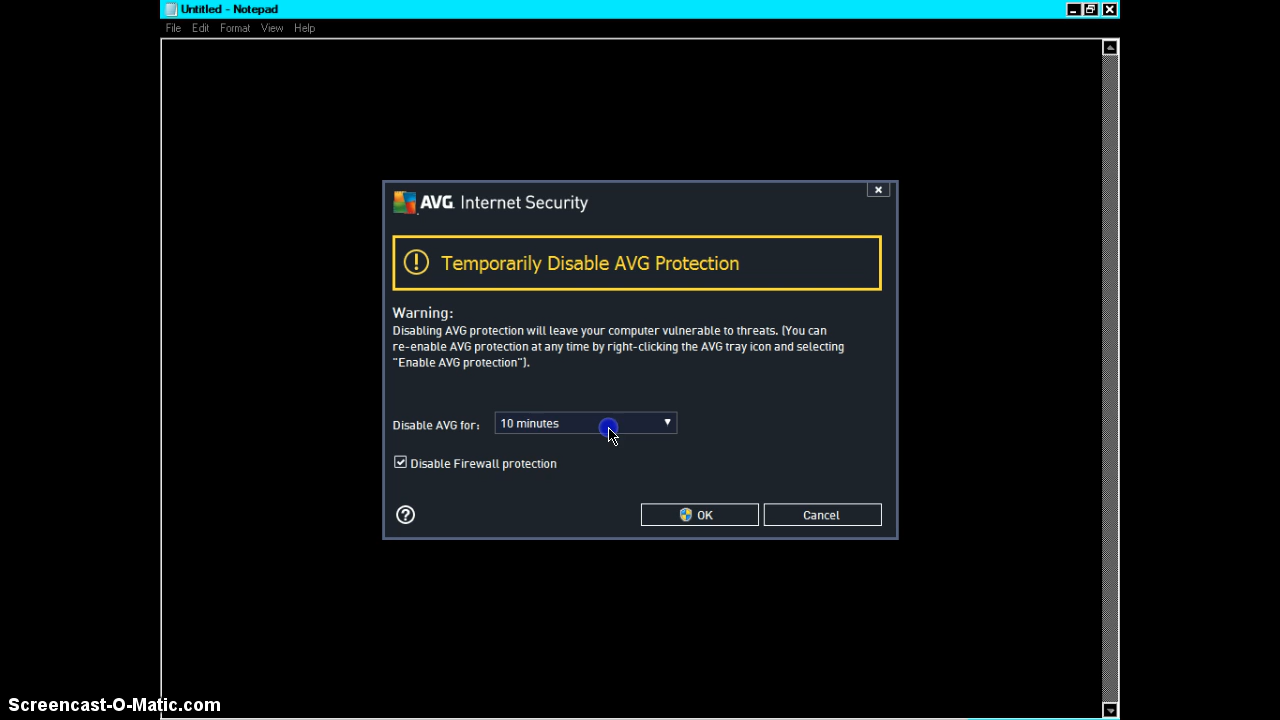 Untitled - Notepad
File Edit Format View Help
AVG Internet Security
Temporarily Disable AVG Protection
Warning:
Disabling AVG protection will leave your computer vulnerable to threats. (You can
re-enable AVG protection at any time by right-clicking the AVG tray icon and selecting
"Enable AVG protection").
Disable AVG for: 10 minutes
Disable Firewall protection
OK Cancel
Screencast-O-Matic.com